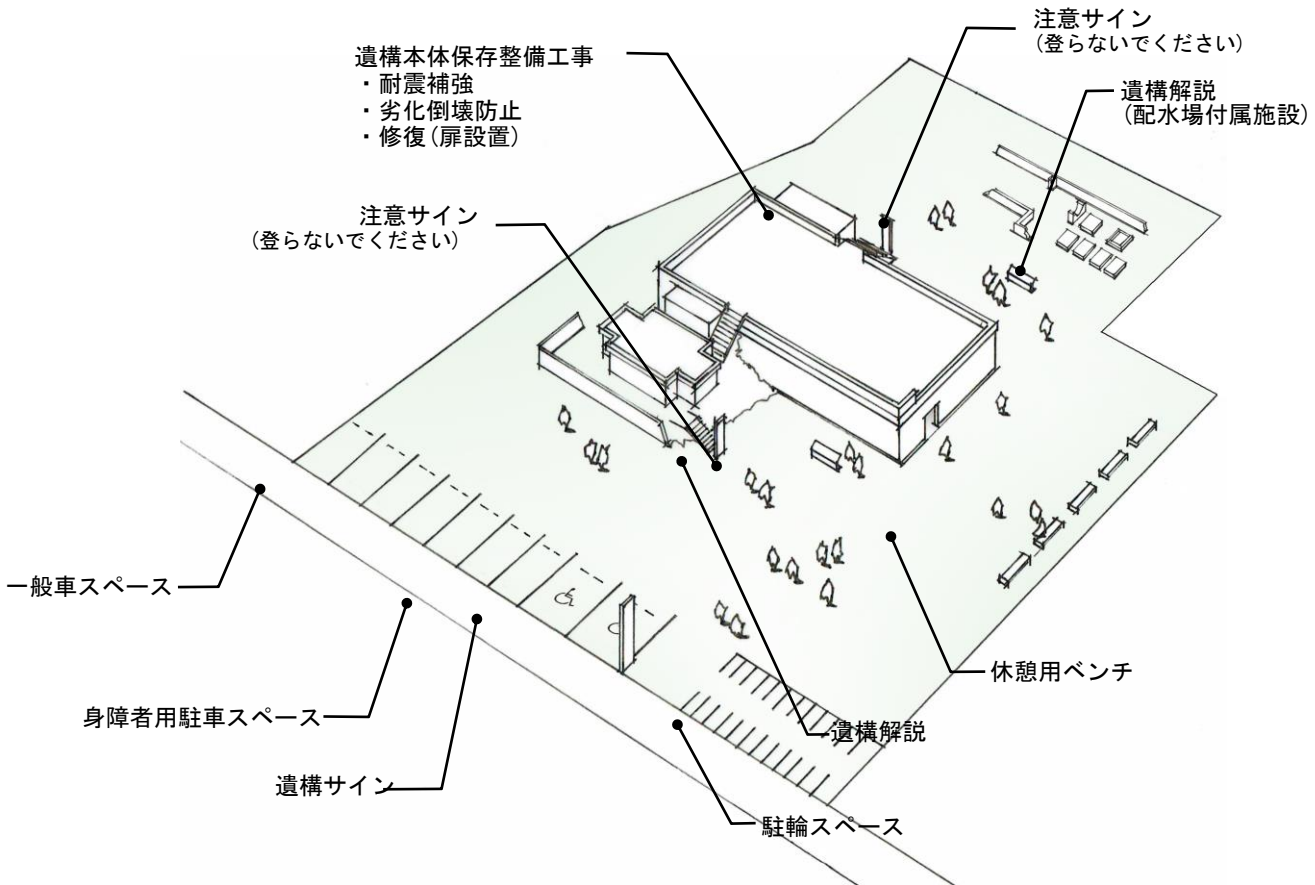 注意サイン
(登らないでください)
遺構本体保存整備工事
・耐震補強
・劣化倒壊防止
・修復(扉設置)
遺構解説
(配水場付属施設)
注意サイン
(登らないでください)
一般車スペース
休憩用ベンチ
身障者用駐車スペース
遺構解説
遺構サイン
駐輪スペース